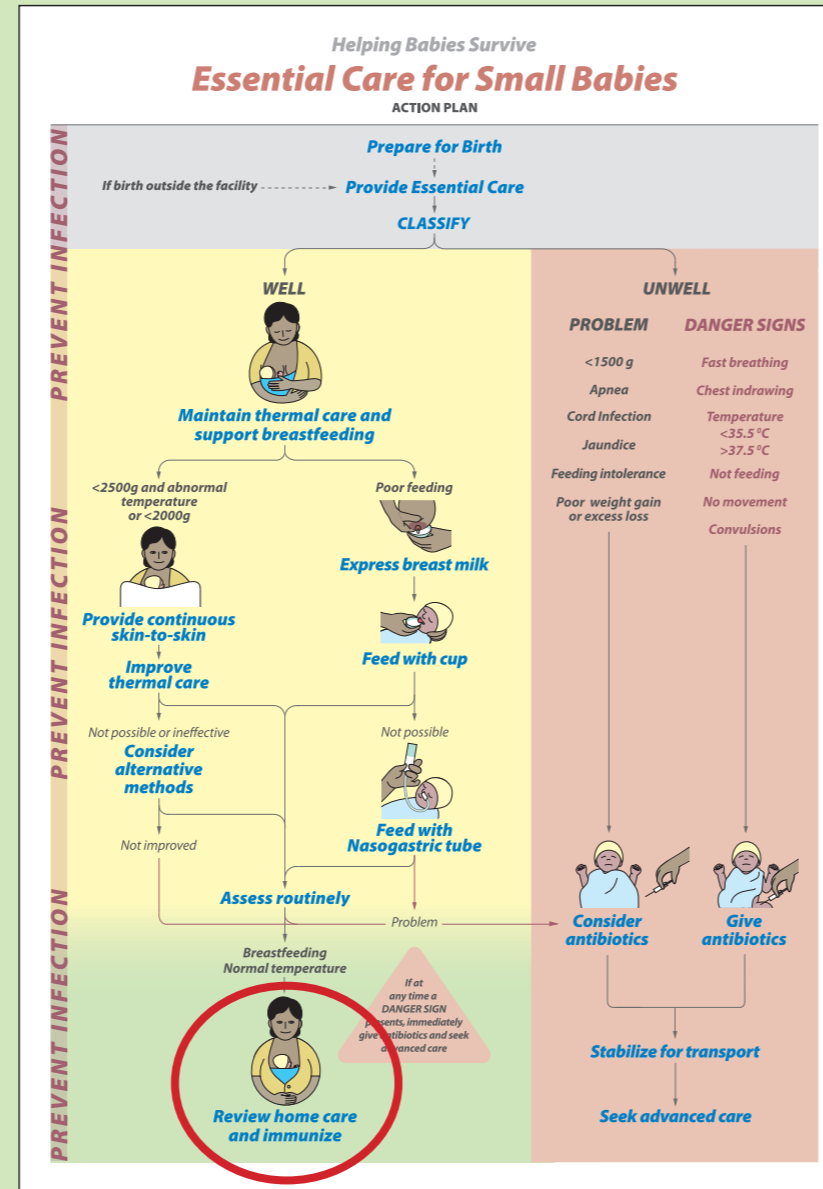 Helping Babies Survive
Essential Care for Small Babies
ACTION PLAN
PREVENT INFECTION
PREVENT INFECTION
PREVENT INFECTION
Prepare for Birth
If birth outside the facility
Provide Essential Care
CLASSIFY
WELL
Maintain thermal care and
support breastfeeding
<2500g and abnormal
temperature
or <2000g
Provide continuous
skin-to-skin
Improve
thermal care
Not possible or ineffective
Consider
alternative
methods
Not improved
Poor feeding
Express breast milk
Feed with cup
Not possible
Feed with
Nasogastric tube
Assess routinely
Problem
Breastfeeding
Normal temperature
If at
any time a
DANGER SIGN
presents, immediately
give antibiotics and seek
advanced care
Review home care
and immunize
UNWELL
PROBLEM
<1500 g
Apnea
Cord Infection
Jaundice
Feeding intolerance
Poor weight gain
or excess loss
DANGER SIGNS
Fast breathing
Chest indrawing
Temperature
<35.5 ºC
>37.5 ºC
Not feeding
No movement
Convulsions
Consider
antibiotics
Give
antibiotics
Stabilize for transport
Seek advanced care